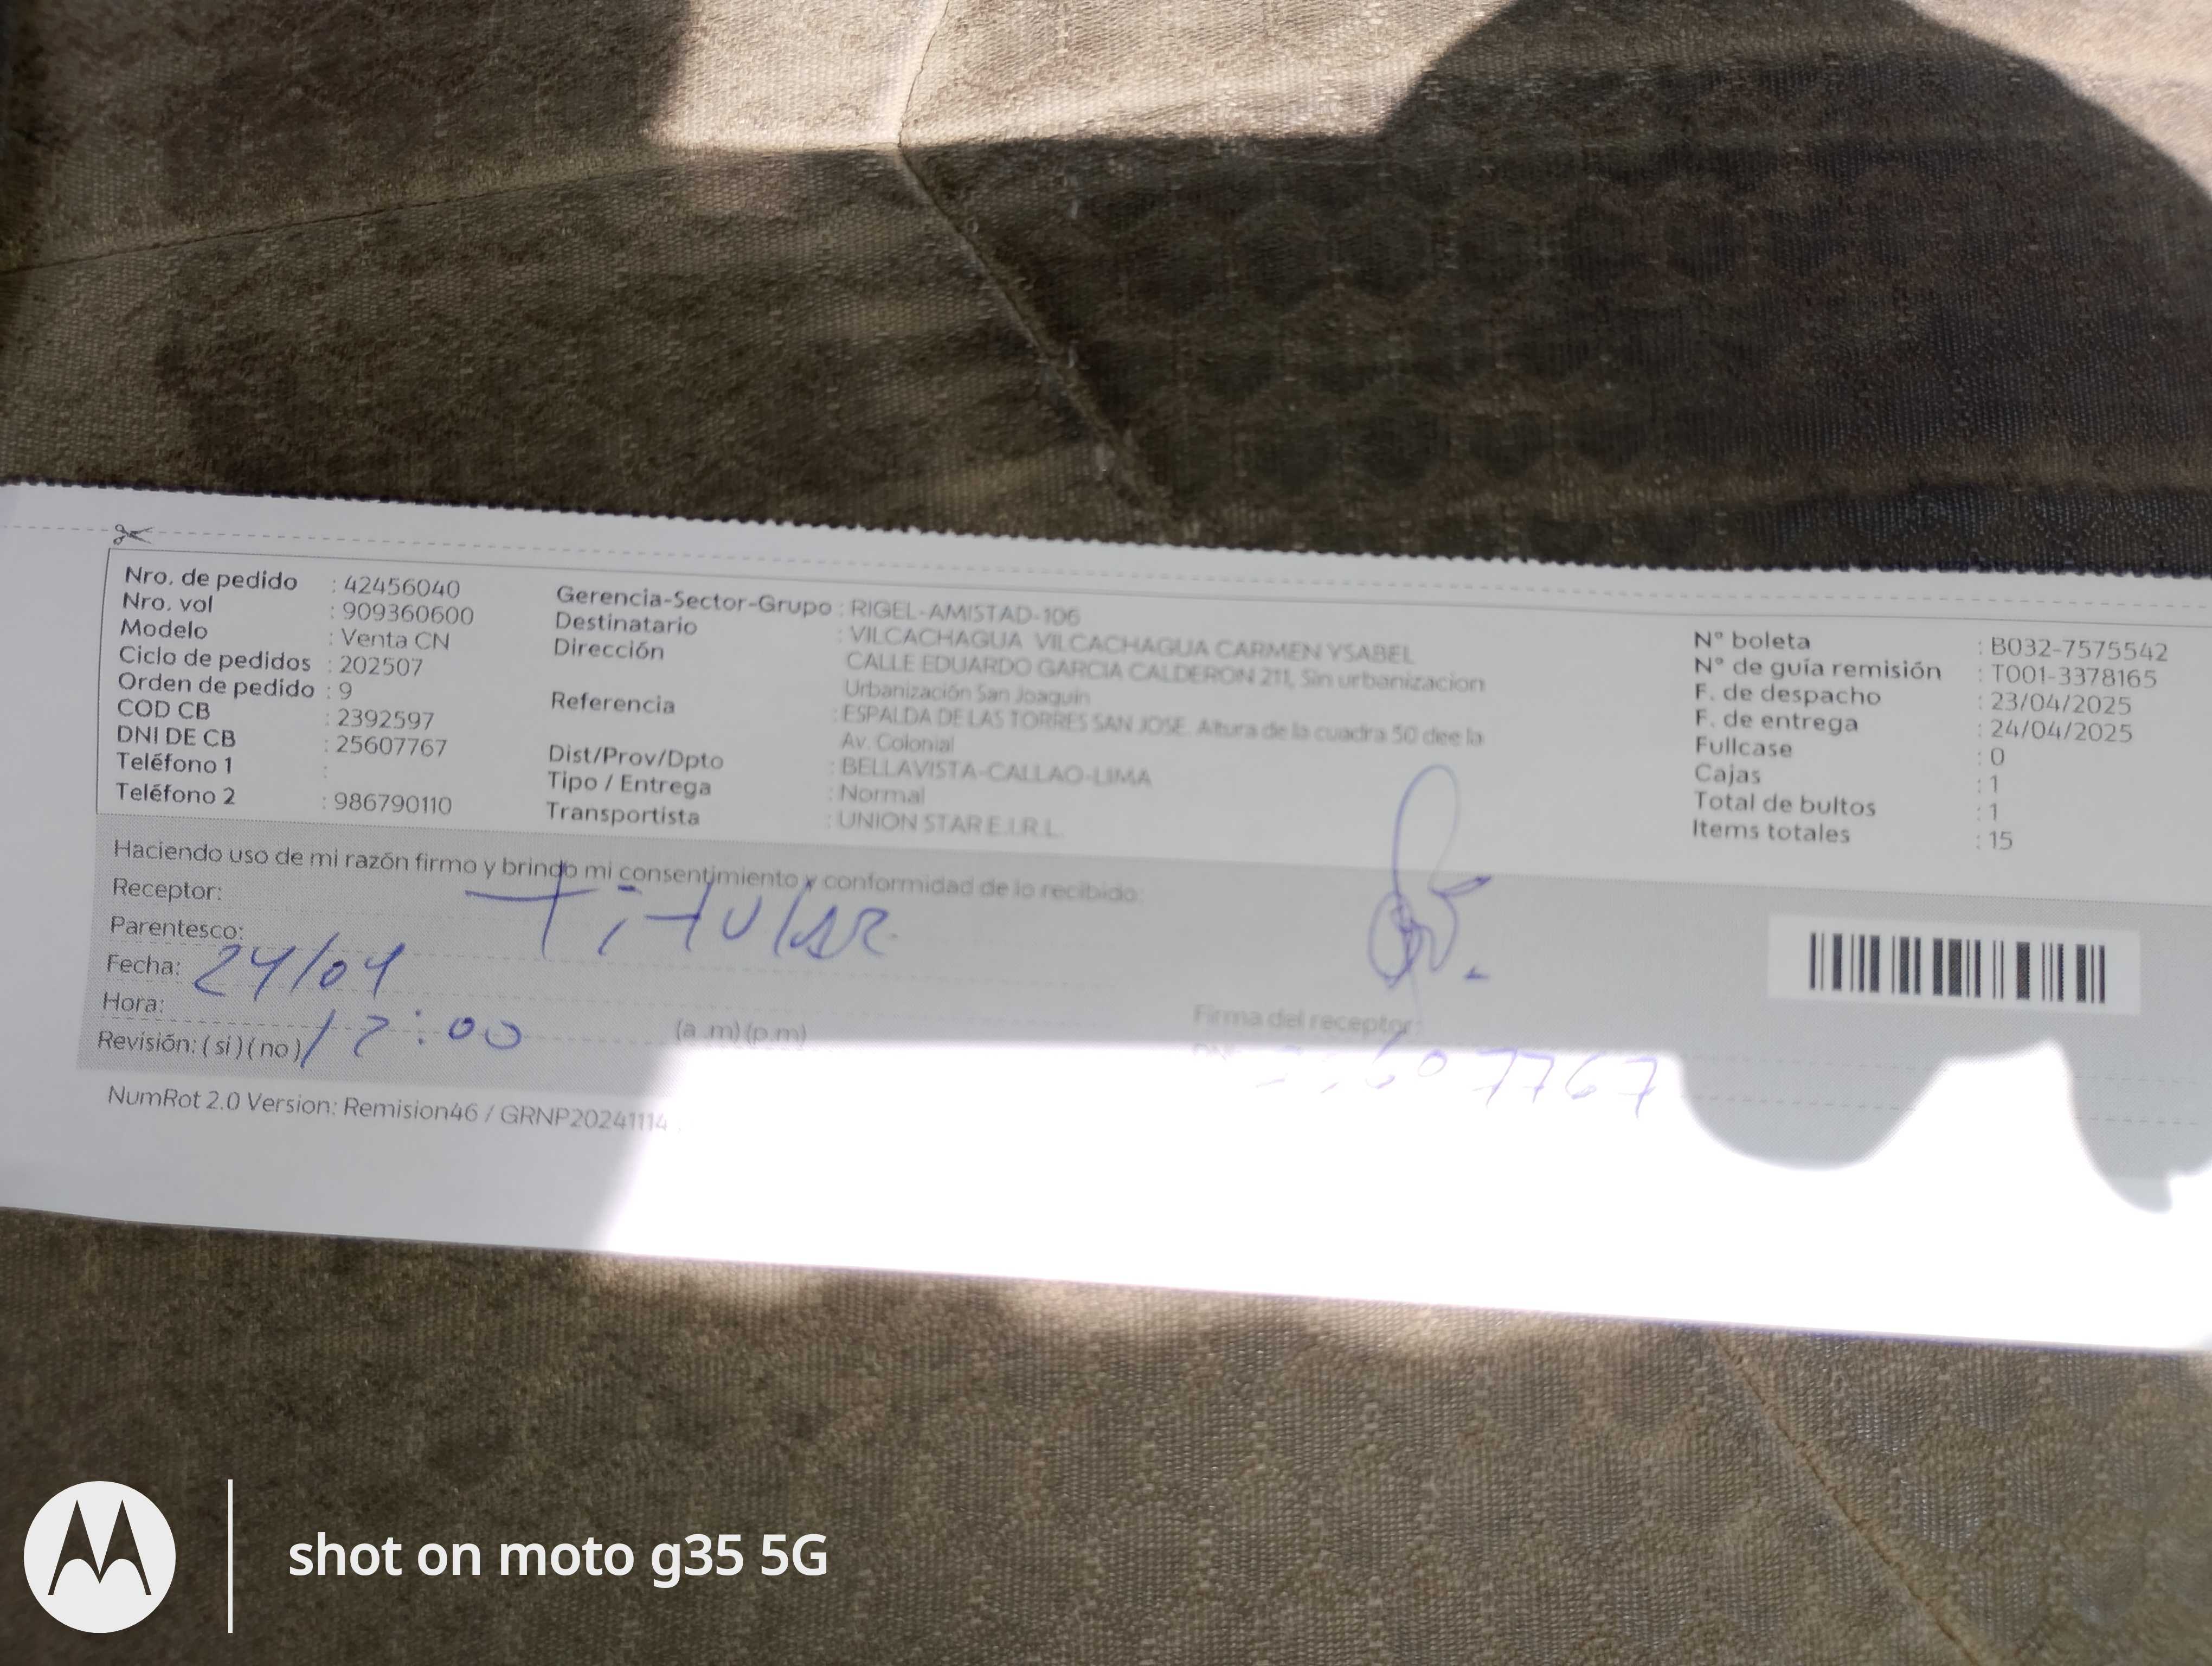 Nro. de pedido : 42456040
Nro. vol : 909360600
Modelo : Venta CN
Ciclo de pedidos : 202507
Orden de pedido : 9
COD CB : 2392597
DNI DE CB : 25607767
Teléfono 1 :
Teléfono 2 : 986790110
Gerencia-Sector-Grupo : RIGEL-AMISTAD-106
Destinatario : VILCACHAGUA VILCACHAGUA CARMEN YSABEL
Dirección CALLE EDUARDO GARCIA CALDERON 211, Sin urbanizacion
Urbanización San Joaquin
Referencia : ESPALDA DE LAS TORRES SAN JOSE. Altura de la cuadra 50 dee la
Av. Colonial
Dist/Prov/Dpto : BELLAVISTA-CALLAO-LIMA
Tipo / Entrega : Normal
Transportista : UNION STAR E.I.R.L.
N° boleta : B032-7575542
N° de guía remisión : T001-3378165
F. de despacho : 23/04/2025
F. de entrega : 24/04/2025
Fullcase : 0
Cajas : 1
Total de bultos : 1
Items totales : 15
Haciendo uso de mi razón firmo y brindo mi consentimiento y conformidad de lo recibido:
Receptor:
Titular
Parentesco:
Fecha: 24/04
Hora: 12:00 (a .m) (p.m)
Revisión: ( si ) ( no )
Firma del receptor:
607767
NumRot 2.0 Version: Remision46 / GRNP20241114
shot on moto g35 5G